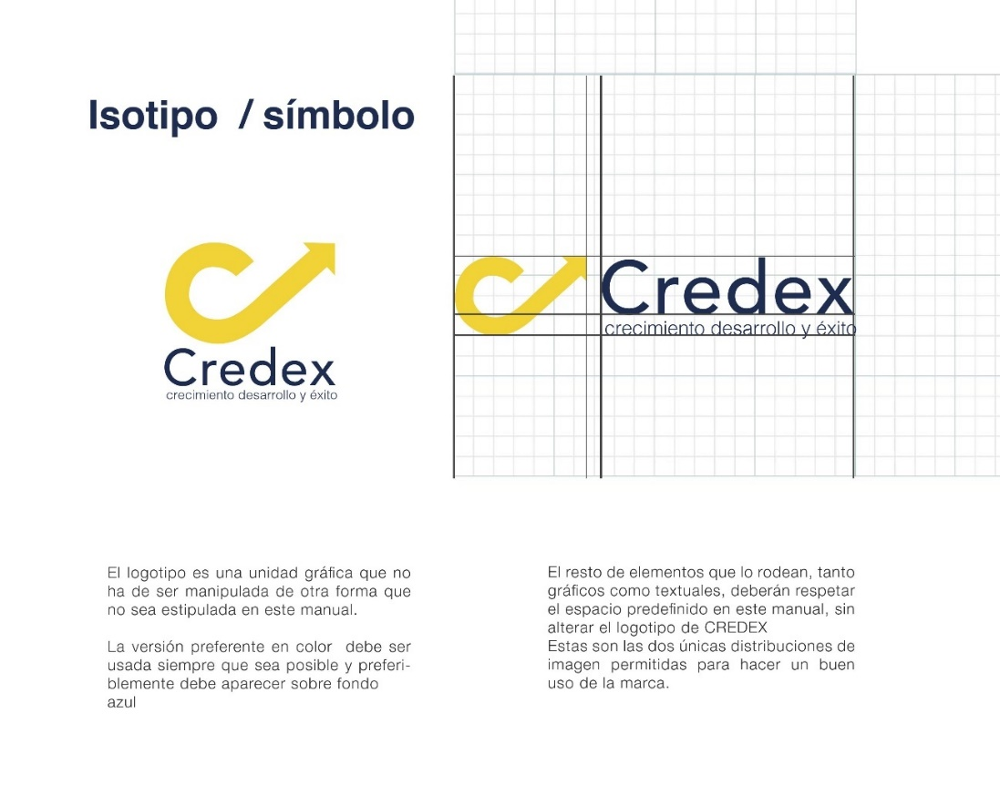 Isotipo / símbolo
Credex
crecimiento desarrollo y éxito
Credex
crecimiento desarrollo y éxito
El logotipo es una unidad gráfica que no
ha de ser manipulada de otra forma que
no sea estipulada en este manual.
La versión preferente en color debe ser
usada siempre que sea posible y preferi-
blemente debe aparecer sobre fondo
azul
El resto de elementos que lo rodean, tanto
gráficos como textuales, deberán respetar
el espacio predefinido en este manual, sin
alterar el logotipo de CREDEX
Estas son las dos únicas distribuciones de
imagen permitidas para hacer un buen
uso de la marca.